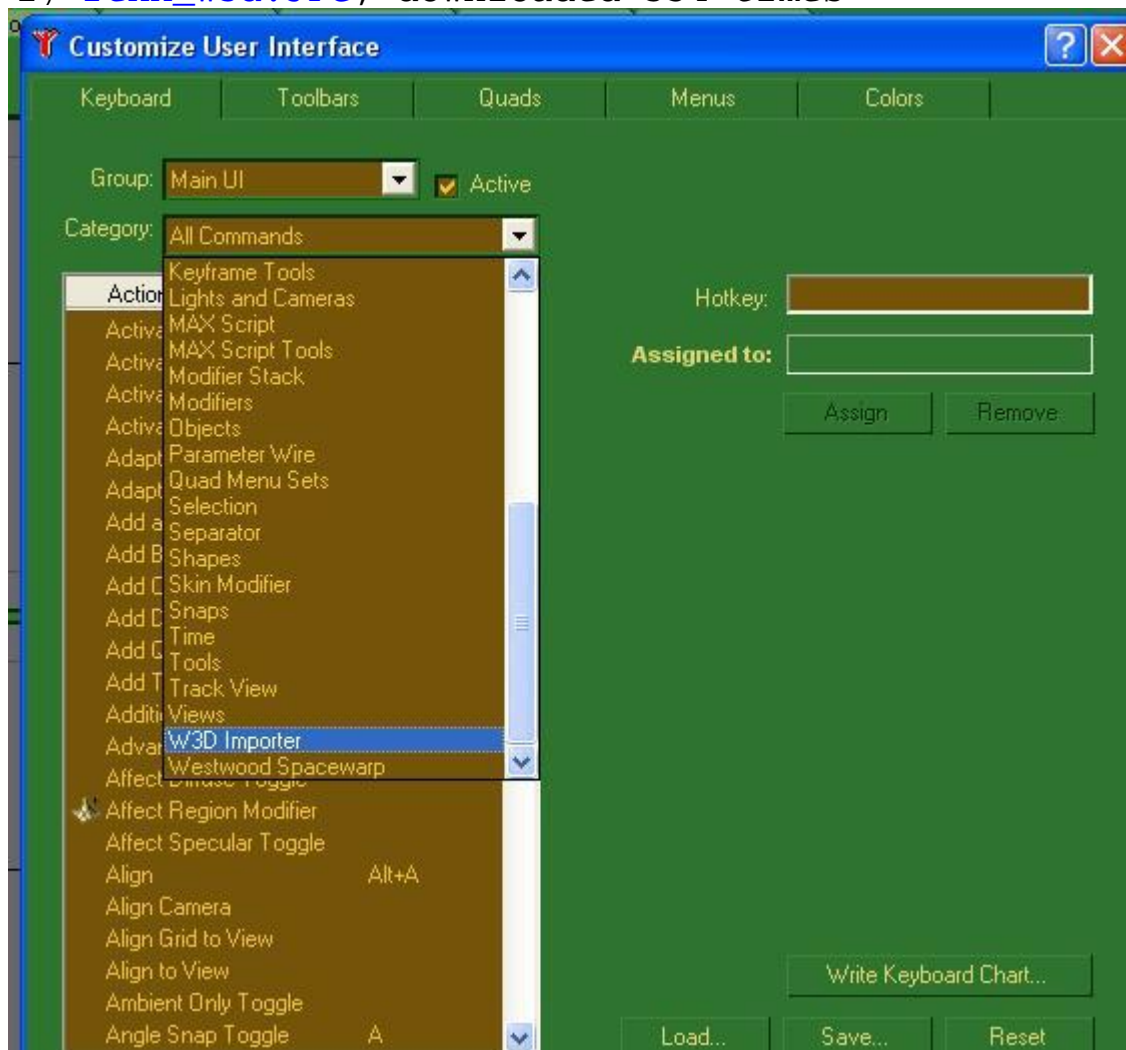 Customize User Interface
Keyboard Toolbars Quads Menus Colors
Group: Main UI Active
Category: All Commands
Keyframe Tools
Lights and Cameras
MAX Script
MAX Script Tools
Modifier Stack
Modifiers
Objects
Parameter Wire
Quad Menu Sets
Selection
Separator
Shapes
Skin Modifier
Snaps
Time
Tools
Track View
Views
W3D Importer
Westwood Spacewarp
Affect Region Modifier
Affect Specular Toggle
Align Alt+A
Align Camera
Align Grid to View
Align to View
Ambient Only Toggle
Angle Snap Toggle A
Hotkey:
Assigned to:
Assign Remove
Write Keyboard Chart...
Load... Save... Reset